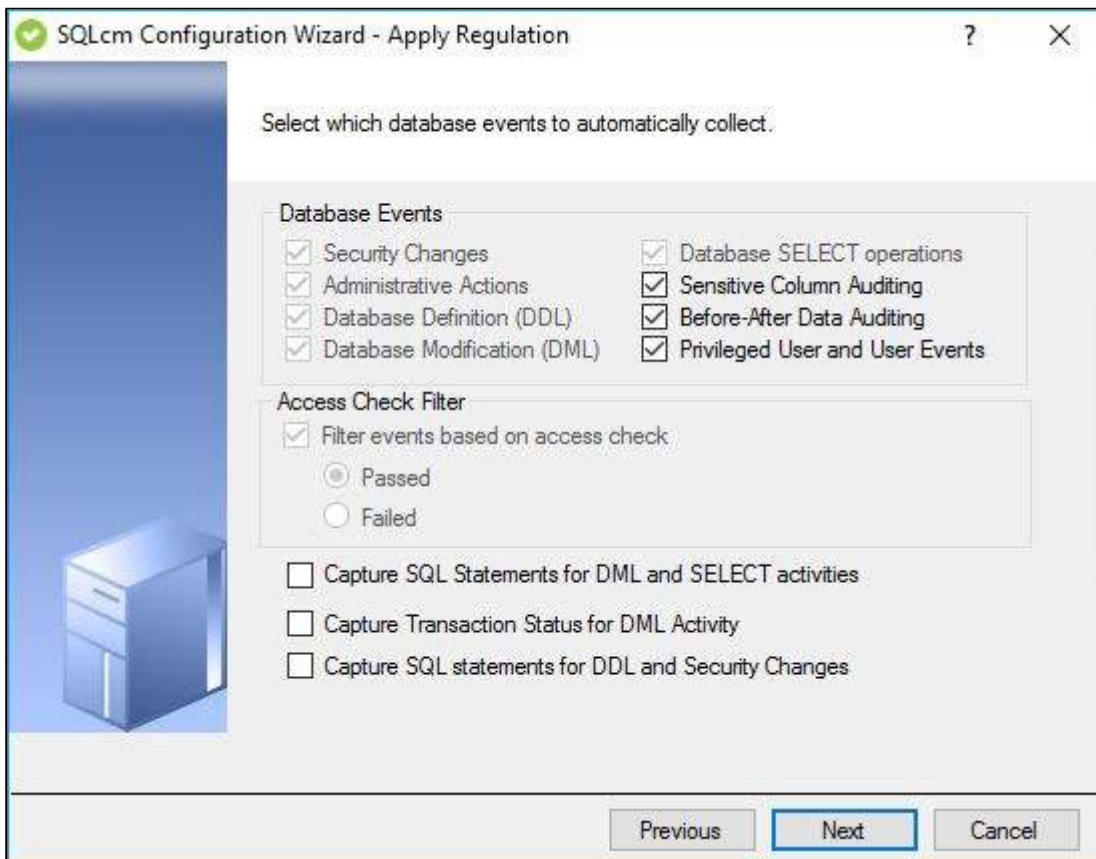 SQLcm Configuration Wizard - Apply Regulation ?
Select which database events to automatically collect.
Database Events
Security Changes
Administrative Actions
Database Definition (DDL)
Database Modification (DML)
Database SELECT operations
Sensitive Column Auditing
Before-After Data Auditing
Privileged User and User Events
Access Check Filter
Filter events based on access check
Passed
Failed
Capture SQL Statements for DML and SELECT activities
Capture Transaction Status for DML Activity
Capture SQL statements for DDL and Security Changes
Previous Next Cancel